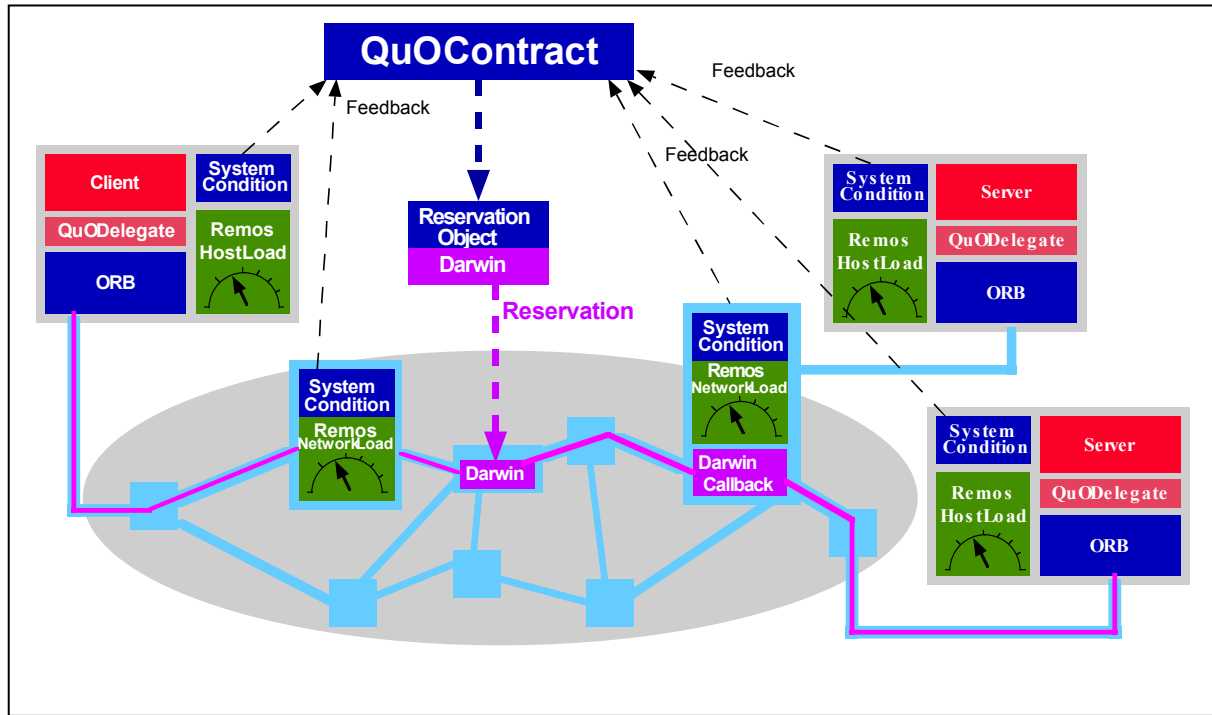 QuOContract
Feedback
Feedback
Feedback
Client
QuODelegate
ORB
System
Condition
Remos
HostLoad
Reservation
Object
Darwin
Reservation
System
Condition
Remos
HostLoad
Server
QuODelegate
ORB
System
Condition
Remos
NetworkLoad
Darwin
System
Condition
Remos
NetworkLoad
Darwin
Callback
System
Condition
Remos
HostLoad
Server
QuODelegate
ORB